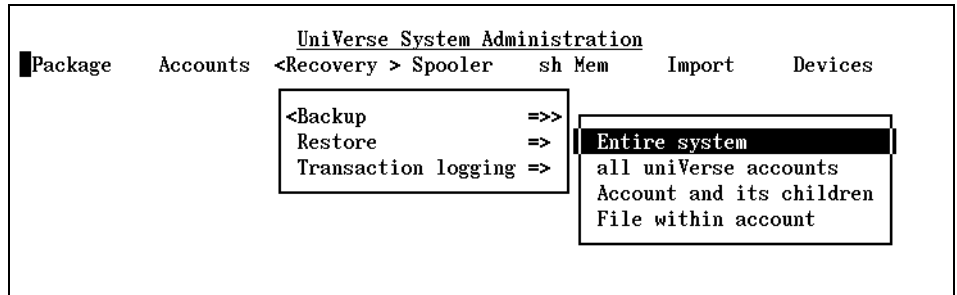 UniVerse System Administration
Package Accounts <Recovery > Spooler sh Mem Import Devices
<Backup =>>
Restore =>
Transaction logging =>
Entire system
all uniVerse accounts
Account and its children
File within account